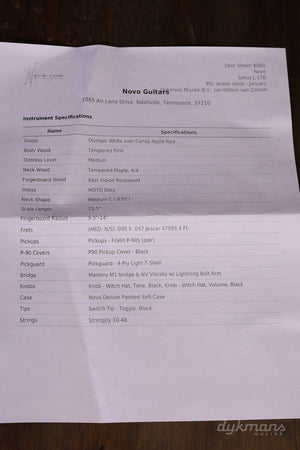 Spec Sheet: 6060
Novo
Serus J, LTD
PO: dealer stock - January
Dijkmans Muziek B.V., Jan-Willem van Zanten
Novo Guitars
1865 Air Lane Drive, Nashville, Tennessee, 37210
Instrument Specifications
Name Specifications
Finish Olympic White over Candy Apple Red
Body Wood Tempered Pine
Distress Level Medium
Neck Wood Tempered Maple, 4/4
Fingerboard Wood East Indian Rosewood
Inlays MOTO Dots
Neck Shape Medium C (.930")
Scale Length 25.5"
Fingerboard Radius 9.5"-14"
Frets (MED- N/S) .095 X .047 Jescar 47095 4 Ft.
Pickups Pickups - Fralin P-90s (pair)
P-90 Covers P90 Pickup Cover - Black
Pickguard Pickguard - 4-Ply Light T-Shell
Bridge Mastery M1 bridge & NV Vibrato w/ Lightning Bolt Arm
Knobs Knob - Witch Hat, Tone, Black; Knob - Witch Hat, Volume, Black
Case Novo Deluxe Padded Soft Case
Tips Switch Tip - Toggle, Black
Strings Stringjoy 10-48
dykmans